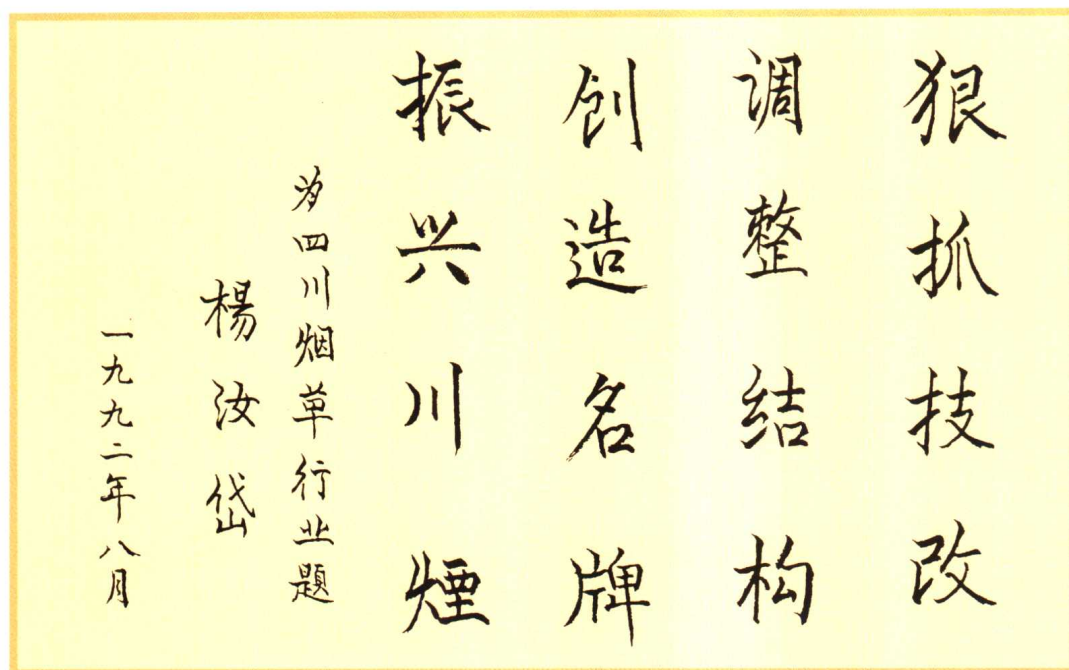 狠抓技改
调整结构
创造名牌
振兴川煙
为四川烟草行业题
楊汝岱
一九九二年八月